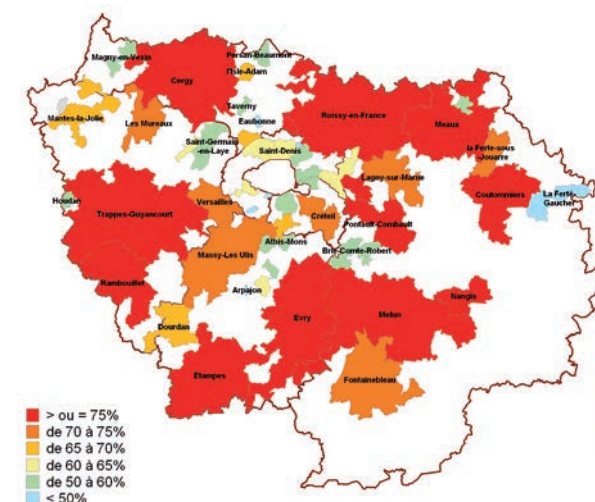 Magny-en-Vexin
Persan-Beaumont
l'Isle-Adam
Cergy
Taverny
Mantes-la-Jolie
Les Mureaux
Eaubonne
Roissy-en-France
Meaux
Saint-Germain
-en-Laye
Saint-Denis
la Ferte-sous
-Jouarre
Lagny-sur-Marne
Coulommiers
La Ferté-
Gaucher
Houdan
Versailles
Trappes-Guyancourt
Créteil
Pontault-Combault
Athis-Mons
Massy-Les Ulis
Brie-Comte-Robert
Rambouillet
Arpajon
Nangis
Dourdan
Evry
Melun
Étampes
Fontainebleau
> ou = 75%
de 70 à 75%
de 65 à 70%
de 60 à 65%
de 50 à 60%
< 50%